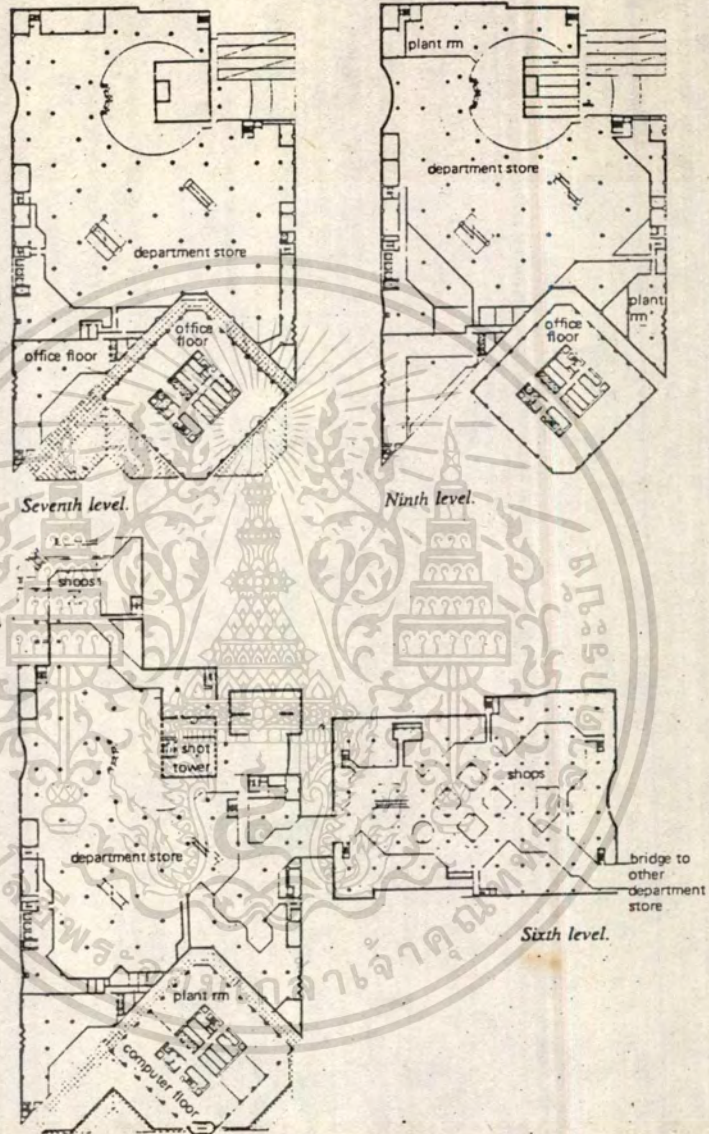 plant rm
department store
department store
office
floor
office floor
plant
rm
office
floor
Seventh level.
Ninth level.
shops
shot
tower
shops
department store
bridge to
other
department
store
Sixth level.
plant rm
computer floor